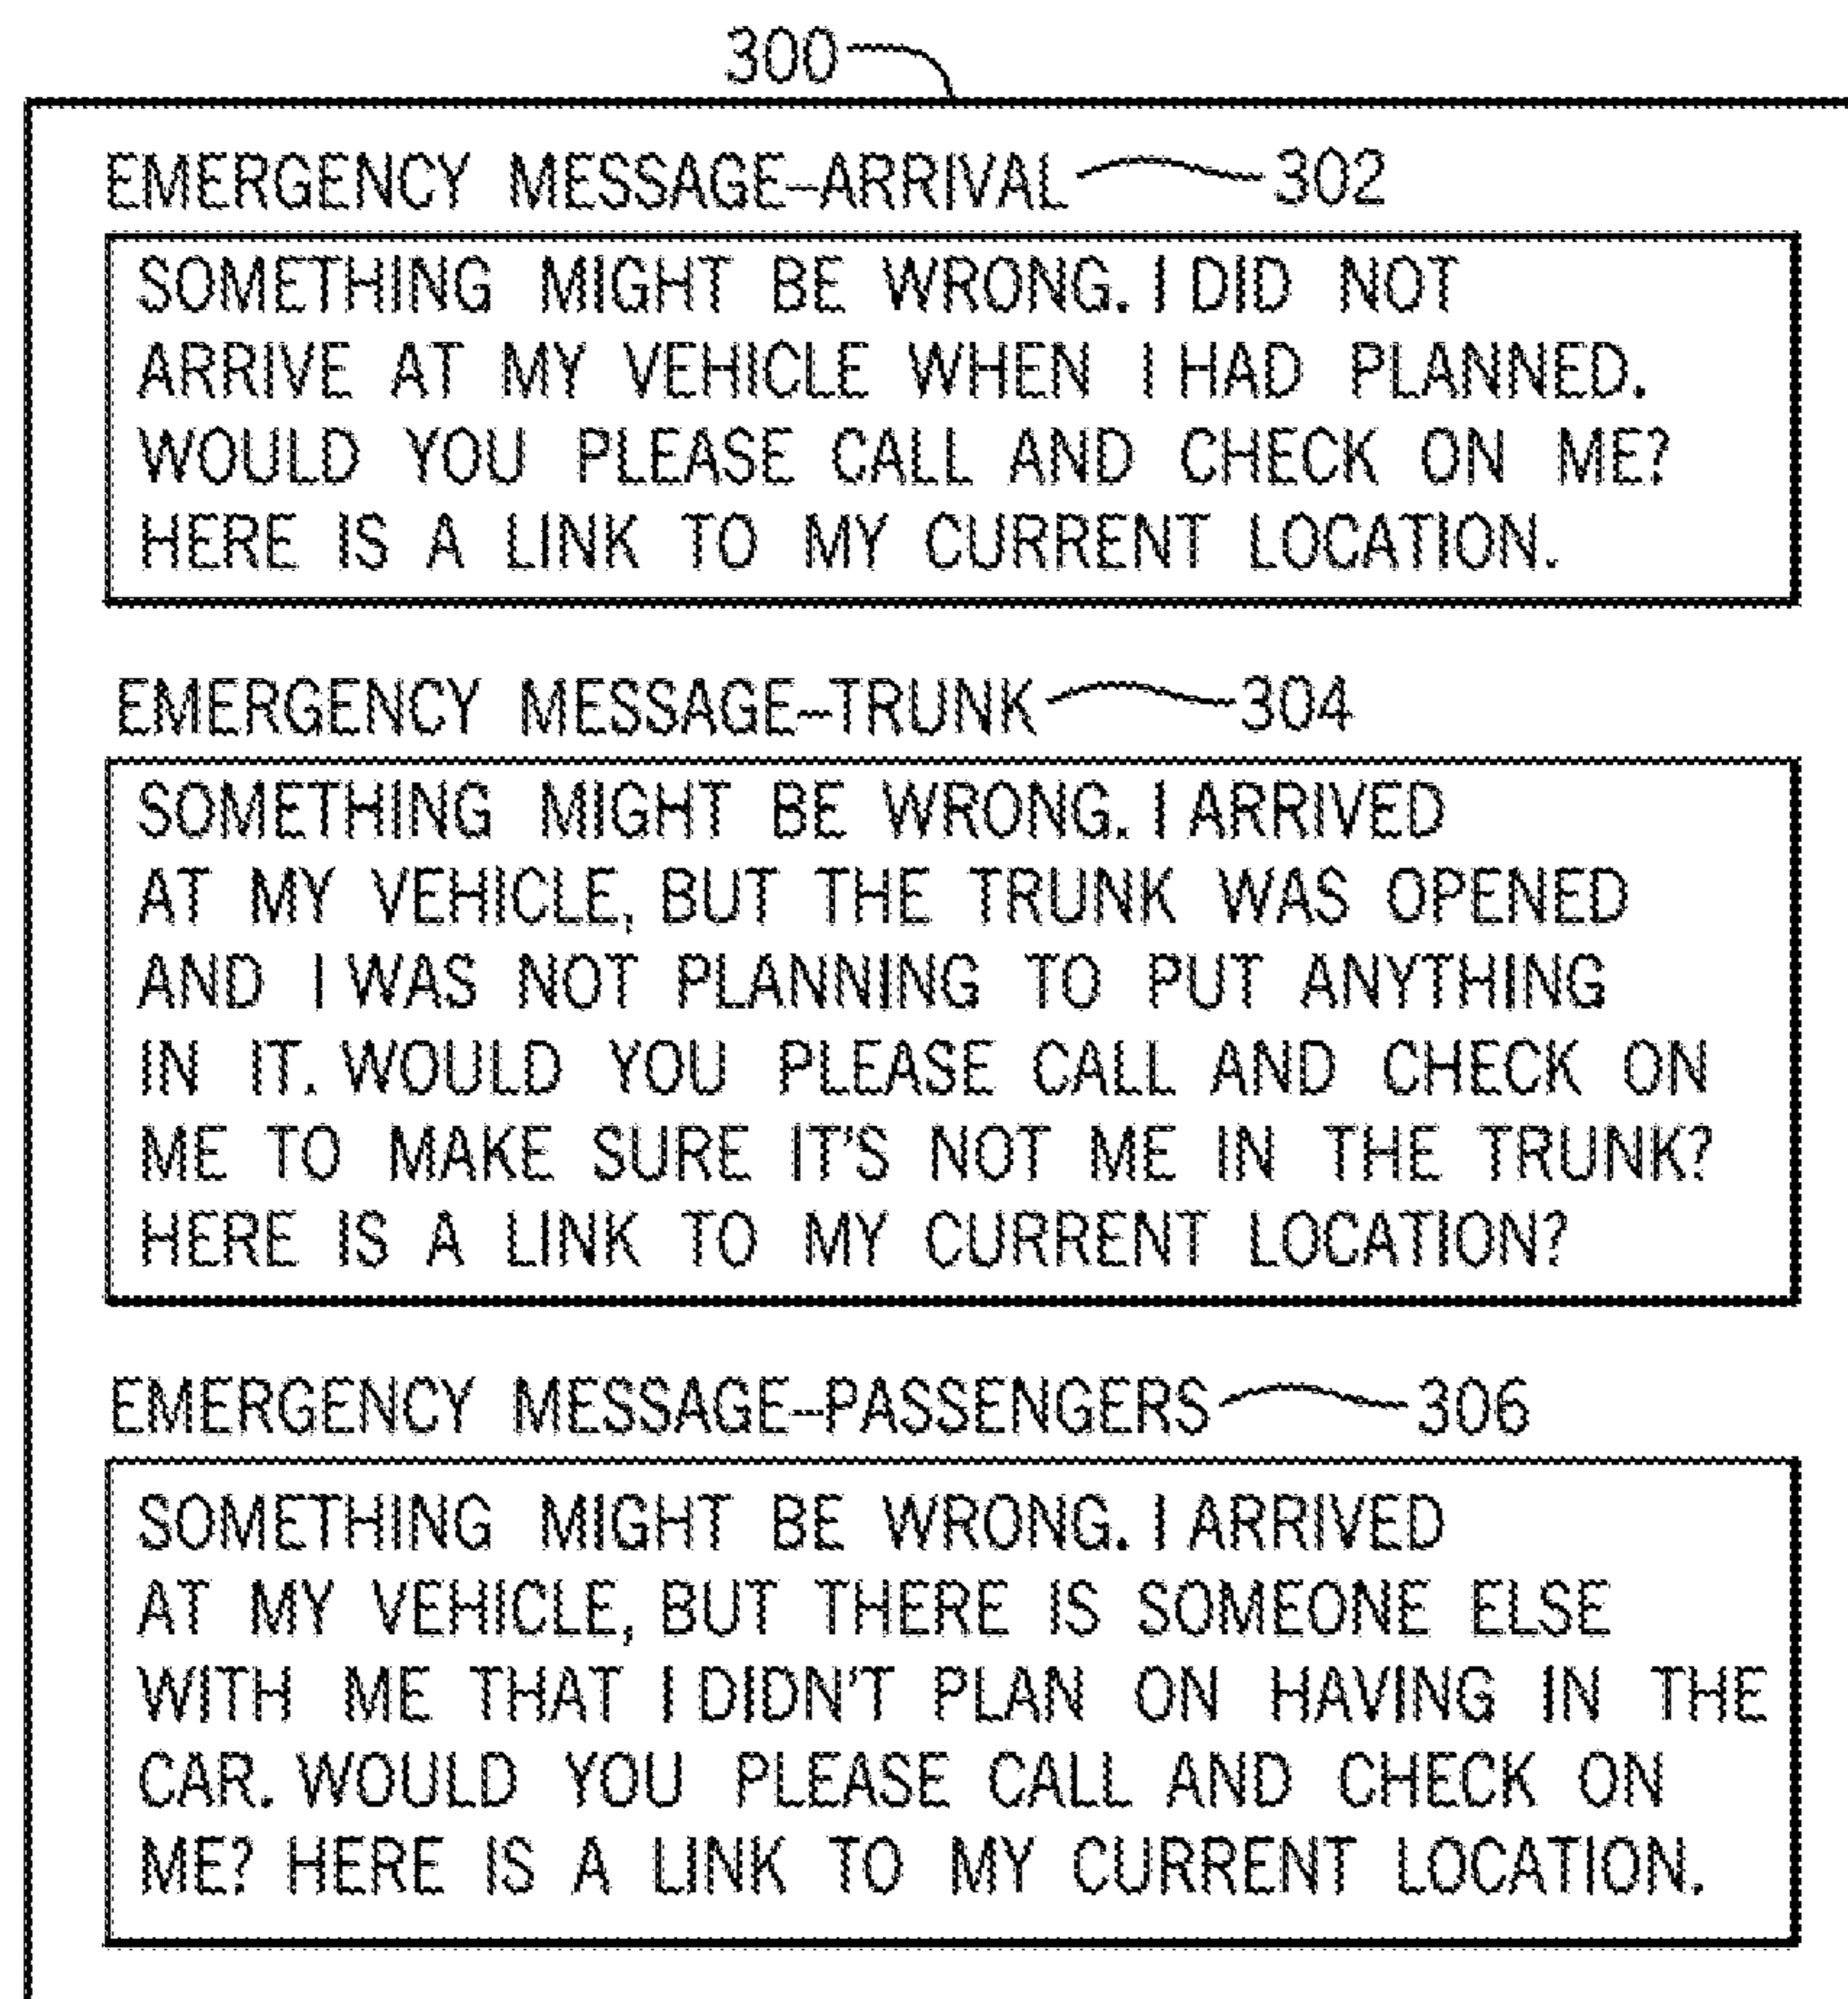 300
EMERGENCY MESSAGE–ARRIVAL 302
SOMETHING MIGHT BE WRONG. I DID NOT
ARRIVE AT MY VEHICLE WHEN I HAD PLANNED.
WOULD YOU PLEASE CALL AND CHECK ON ME?
HERE IS A LINK TO MY CURRENT LOCATION.
EMERGENCY MESSAGE–TRUNK 304
SOMETHING MIGHT BE WRONG. I ARRIVED
AT MY VEHICLE, BUT THE TRUNK WAS OPENED
AND I WAS NOT PLANNING TO PUT ANYTHING
IN IT. WOULD YOU PLEASE CALL AND CHECK ON
ME TO MAKE SURE IT'S NOT ME IN THE TRUNK?
HERE IS A LINK TO MY CURRENT LOCATION?
EMERGENCY MESSAGE–PASSENGERS 306
SOMETHING MIGHT BE WRONG. I ARRIVED
AT MY VEHICLE, BUT THERE IS SOMEONE ELSE
WITH ME THAT I DIDN'T PLAN ON HAVING IN THE
CAR. WOULD YOU PLEASE CALL AND CHECK ON
ME? HERE IS A LINK TO MY CURRENT LOCATION.